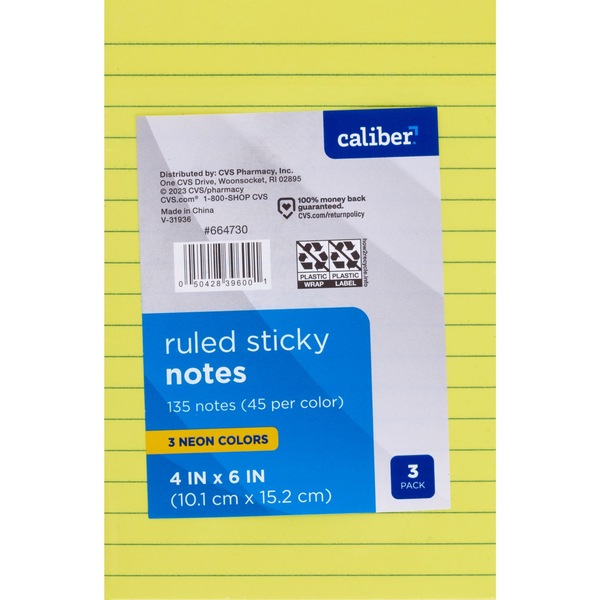 caliber
Distributed by: CVS Pharmacy, Inc.
One CVS Drive, Woonsocket, RI 02895
© 2023 CVS/pharmacy
CVS.com® 1-800-SHOP CVS
Made in China
V-31936
100% money back
guaranteed.
CVS.com/returnpolicy
#664730
0 50428 39600 1
PLASTIC PLASTIC
WRAP LABEL
how2recycle.info
ruled sticky
notes
135 notes (45 per color)
3 NEON COLORS
4 IN x 6 IN
(10.1 cm x 15.2 cm)
3
PACK